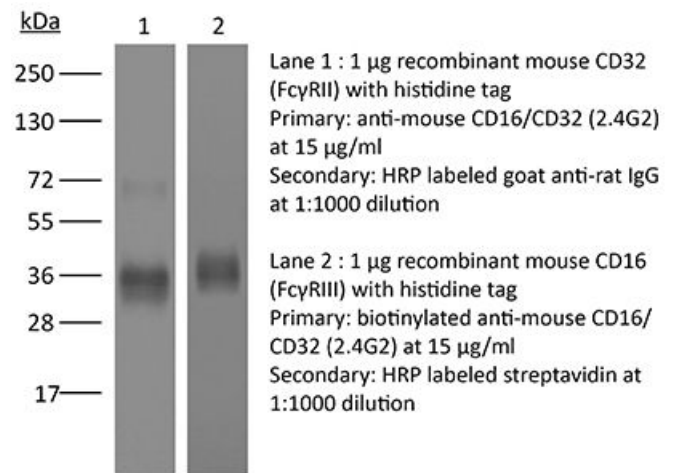 kDa
1 2
250
130
72
55
36
28
17
Lane 1 : 1 µg recombinant mouse CD32
(FcγRII) with histidine tag
Primary: anti-mouse CD16/CD32 (2.4G2)
at 15 µg/ml
Secondary: HRP labeled goat anti-rat IgG
at 1:1000 dilution
Lane 2 : 1 µg recombinant mouse CD16
(FcγRIII) with histidine tag
Primary: biotinylated anti-mouse CD16/
CD32 (2.4G2) at 15 µg/ml
Secondary: HRP labeled streptavidin at
1:1000 dilution